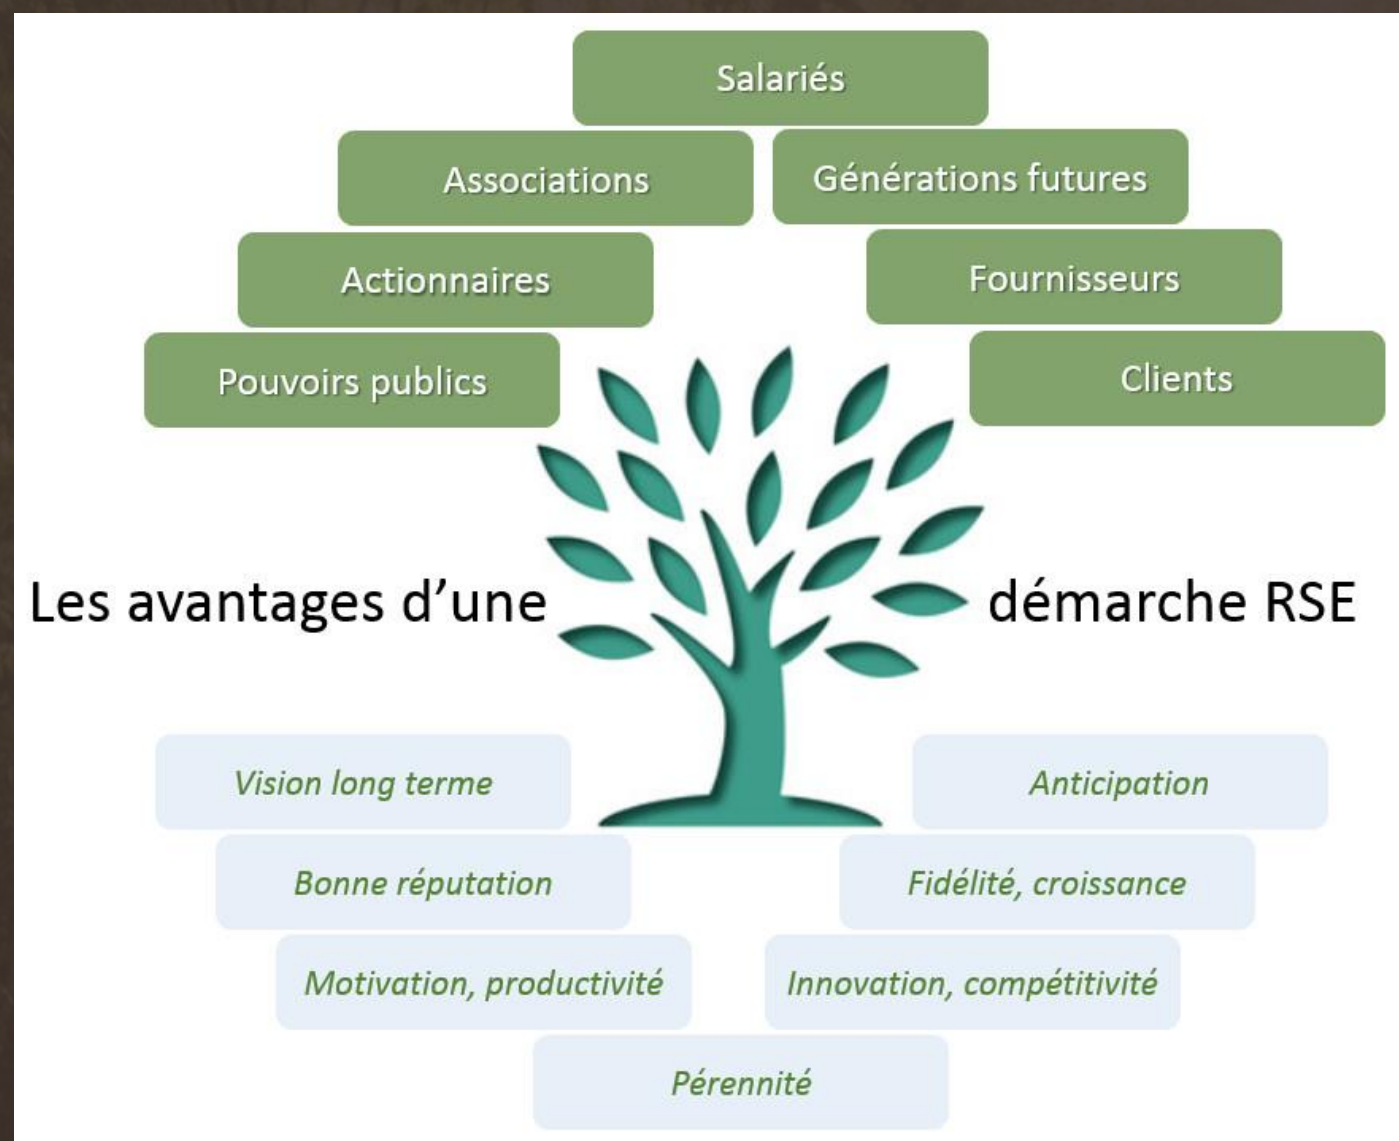 Salariés
Associations
Générations futures
Actionnaires
Fournisseurs
Pouvoirs publics
Clients
Les avantages d’une démarche RSE
Vision long terme
Anticipation
Bonne réputation
Fidélité, croissance
Motivation, productivité
Innovation, compétitivité
Pérennité